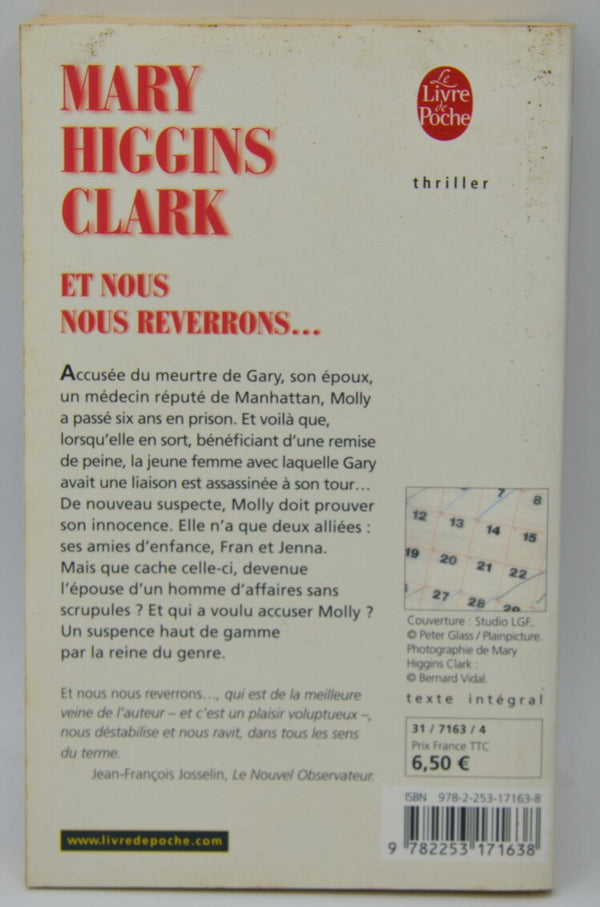 MARY
HIGGINS
CLARK
Le
Livre
de
Poche
thriller
ET NOUS
NOUS REVERRONS...
Accusée du meurtre de Gary, son époux,
un médecin réputé de Manhattan, Molly
a passé six ans en prison. Et voilà que,
lorsqu'elle en sort, bénéficiant d'une remise
de peine, la jeune femme avec laquelle Gary
avait une liaison est assassinée à son tour...
De nouveau suspecte, Molly doit prouver
son innocence. Elle n'a que deux alliées :
ses amies d'enfance, Fran et Jenna.
Mais que cache celle-ci, devenue
l'épouse d'un homme d'affaires sans
scrupules ? Et qui a voulu accuser Molly ?
Un suspence haut de gamme
par la reine du genre.
Et nous nous reverrons..., qui est de la meilleure
veine de l'auteur – et c'est un plaisir voluptueux –,
nous déstabilise et nous ravit, dans tous les sens
du terme.
Jean-François Josselin, Le Nouvel Observateur.
www.livredepoche.com
7 8
12 13 14 15
19 20 21 22
27 28 29
Couverture : Studio LGF.
© Peter Glass / Plainpicture.
Photographie de Mary
Higgins Clark :
© Bernard Vidal.
texte intégral
31 / 7163 / 4
Prix France TTC
6,50 €
ISBN 978-2-253-17163-8
9 782253 171638